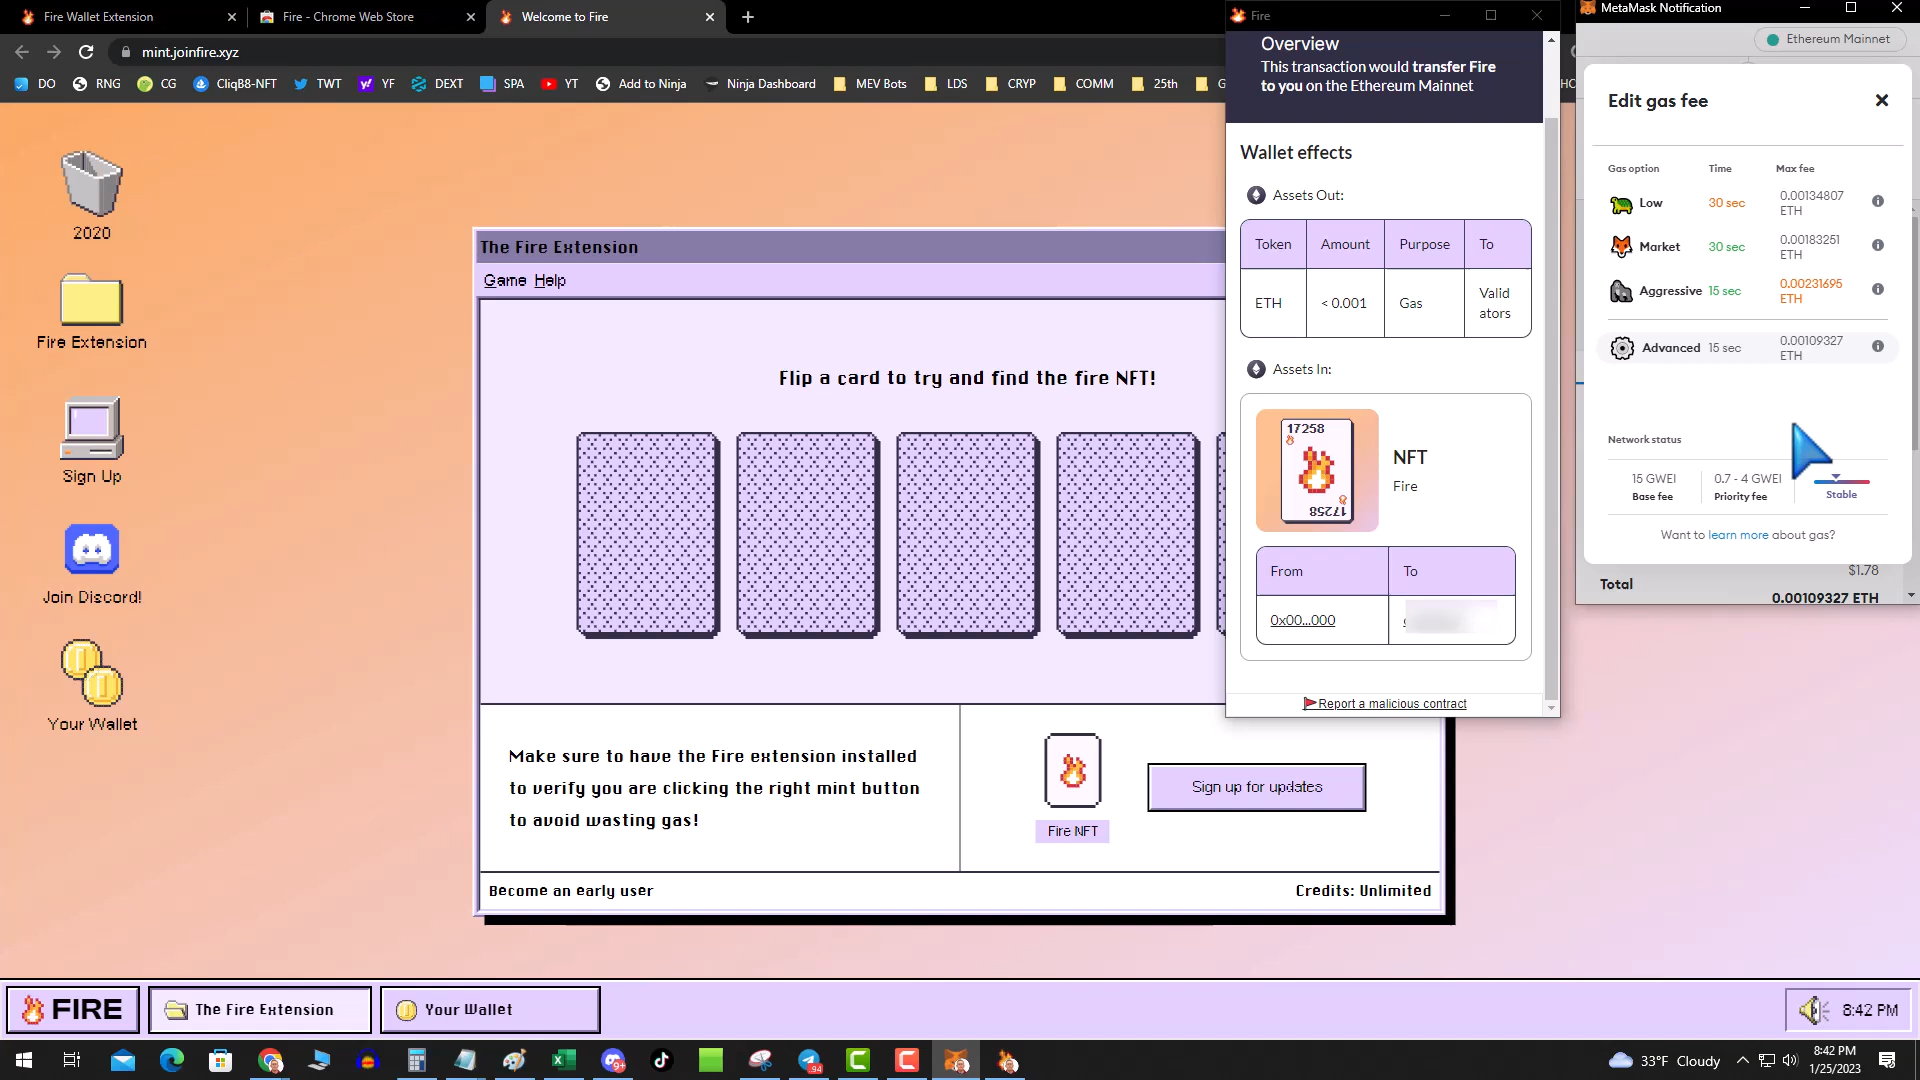 Fire Wallet Extension
Fire - Chrome Web Store
Welcome to Fire
mint.joinfire.xyz
DO
RNG
CG
CliqB8-NFT
TWT
YF
DEXT
SPA
YT
Add to Ninja
Ninja Dashboard
MEV Bots
LDS
CRYP
COMM
25th
2020
Fire Extension
Sign Up
Join Discord!
Your Wallet
The Fire Extension
Game Help
Flip a card to try and find the fire NFT!
Make sure to have the Fire extension installed
to verify you are clicking the right mint button
to avoid wasting gas!
Fire NFT
Sign up for updates
Become an early user
Credits: Unlimited
Fire
Overview
This transaction would transfer Fire
to you on the Ethereum Mainnet
Wallet effects
Assets Out:
Token Amount Purpose To
ETH < 0.001 Gas Valid
ators
Assets In:
17258
17258
NFT
Fire
From To
0x00...000
Report a malicious contract
MetaMask Notification
Ethereum Mainnet
Edit gas fee
Gas option Time Max fee
Low 30 sec 0.00134807
ETH
Market 30 sec 0.00183251
ETH
Aggressive 15 sec 0.00231695
ETH
Advanced 15 sec 0.00109327
ETH
Network status
15 GWEI 0.7 - 4 GWEI
Base fee Priority fee Stable
Want to learn more about gas?
$1.78
Total
0.00109327 ETH
FIRE
The Fire Extension
Your Wallet
8:42 PM
9+
94
33°F Cloudy
8:42 PM
1/25/2023